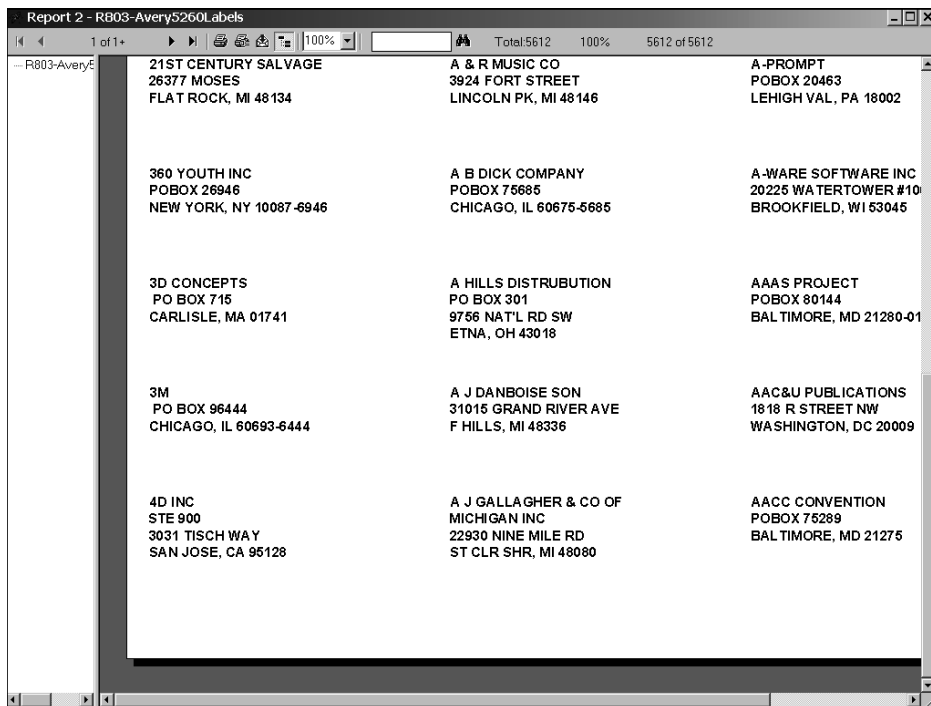 Report 2 - R803-Avery5260Labels
1 of 1+ 100% Total:5612 100% 5612 of 5612
R803-Avery5
21ST CENTURY SALVAGE
26377 MOSES
FLAT ROCK, MI 48134
A & R MUSIC CO
3924 FORT STREET
LINCOLN PK, MI 48146
A-PROMPT
POBOX 20463
LEHIGH VAL, PA 18002
360 YOUTH INC
POBOX 26946
NEW YORK, NY 10087-6946
A B DICK COMPANY
POBOX 75685
CHICAGO, IL 60675-5685
A-WARE SOFTWARE INC
20225 WATERTOWER #10
BROOKFIELD, WI 53045
3D CONCEPTS
PO BOX 715
CARLISLE, MA 01741
A HILLS DISTRUBUTION
PO BOX 301
9756 NAT'L RD SW
ETNA, OH 43018
AAAS PROJECT
POBOX 80144
BALTIMORE, MD 21280-01
3M
PO BOX 96444
CHICAGO, IL 60693-6444
A J DANBOISE SON
31015 GRAND RIVER AVE
F HILLS, MI 48336
AAC&U PUBLICATIONS
1818 R STREET NW
WASHINGTON, DC 20009
4D INC
STE 900
3031 TISCH WAY
SAN JOSE, CA 95128
A J GALLAGHER & CO OF
MICHIGAN INC
22930 NINE MILE RD
ST CLR SHR, MI 48080
AACC CONVENTION
POBOX 75289
BALTIMORE, MD 21275